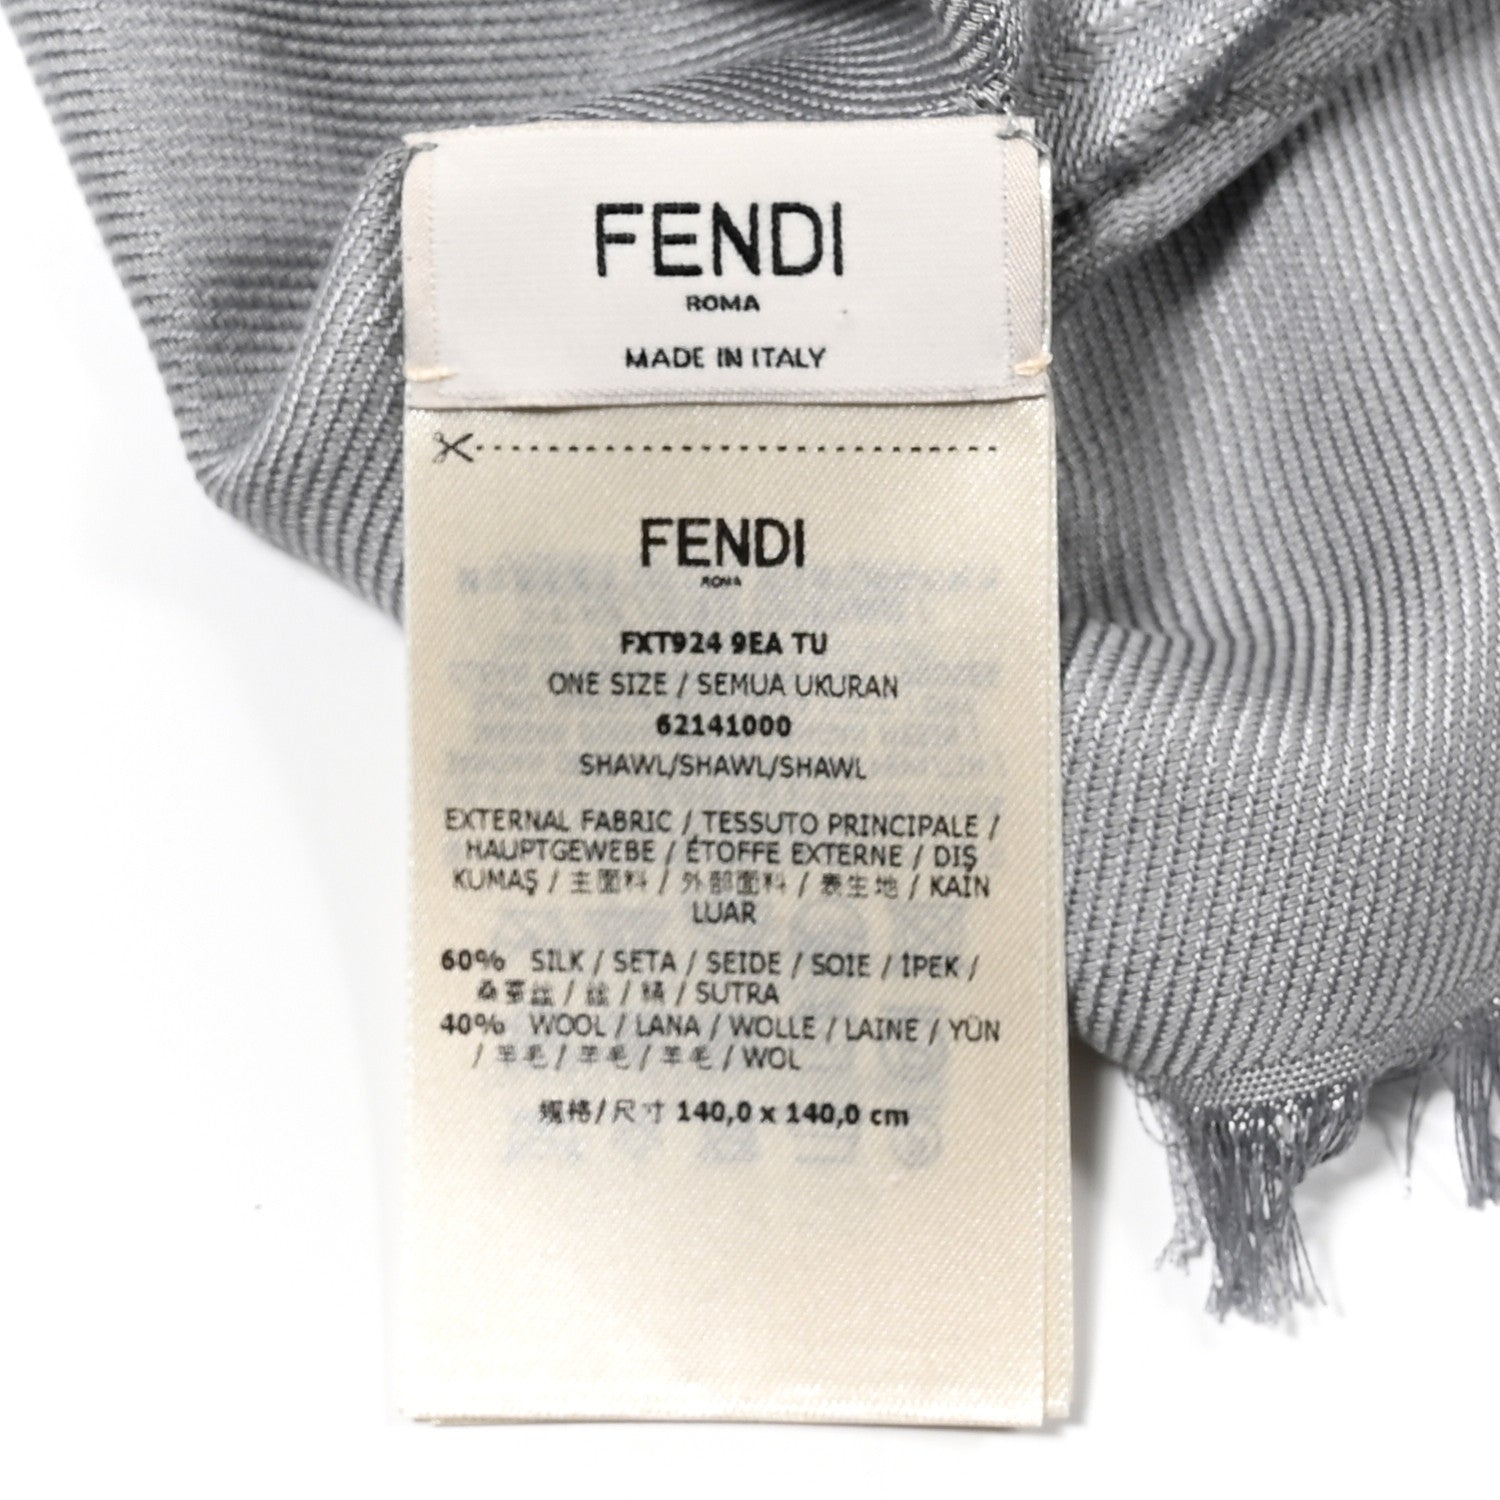 FENDI
ROMA
MADE IN ITALY
FENDI
ROMA
FXT924 9EA TU
ONE SIZE / SEMUA UKURAN
62141000
SHAWL/SHAWL/SHAWL
EXTERNAL FABRIC / TESSUTO PRINCIPALE /
HAUPTGEWEBE / ÉTOFFE EXTERNE / DIŞ
KUMAŞ / 主面料 / 外部面料 / 表生地 / KAIN
LUAR
60% SILK / SETA / SEIDE / SOIE / İPEK /
桑蚕丝 / 絲 / 絹 / SUTRA
40% WOOL / LANA / WOLLE / LAINE / YÜN
/ 羊毛 / 羊毛 / 羊毛 / WOL
规格/尺寸 140,0 x 140,0 cm